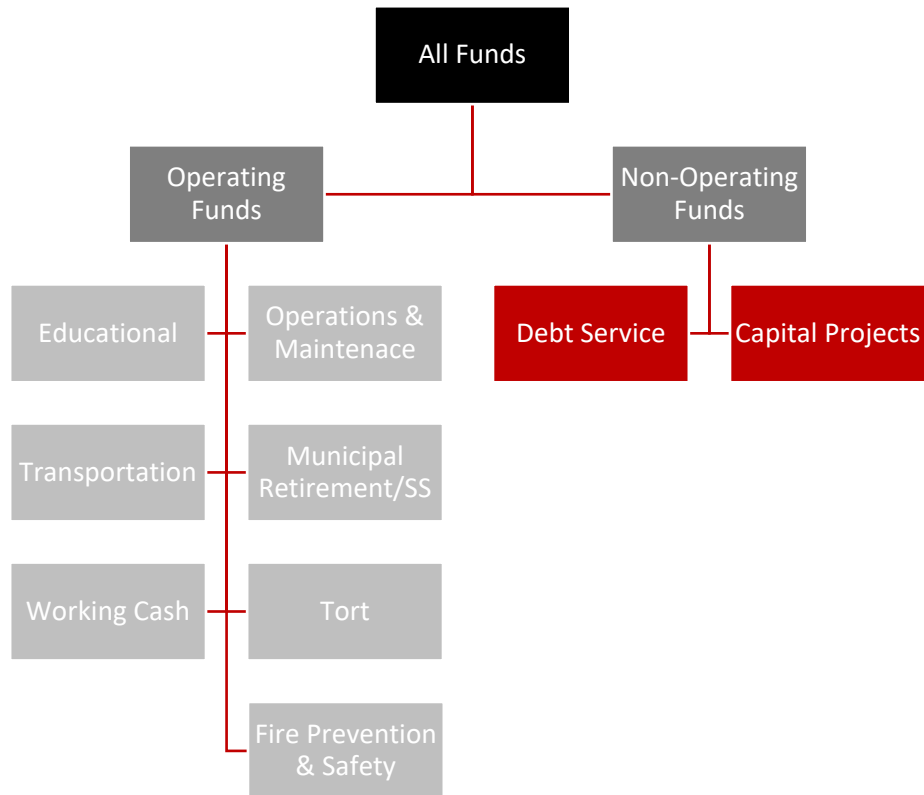 All Funds
Operating
Funds
Non-Operating
Funds
Educational
Operations &
Maintenace
Debt Service
Capital Projects
Transportation
Municipal
Retirement/SS
Working Cash
Tort
Fire Prevention
& Safety